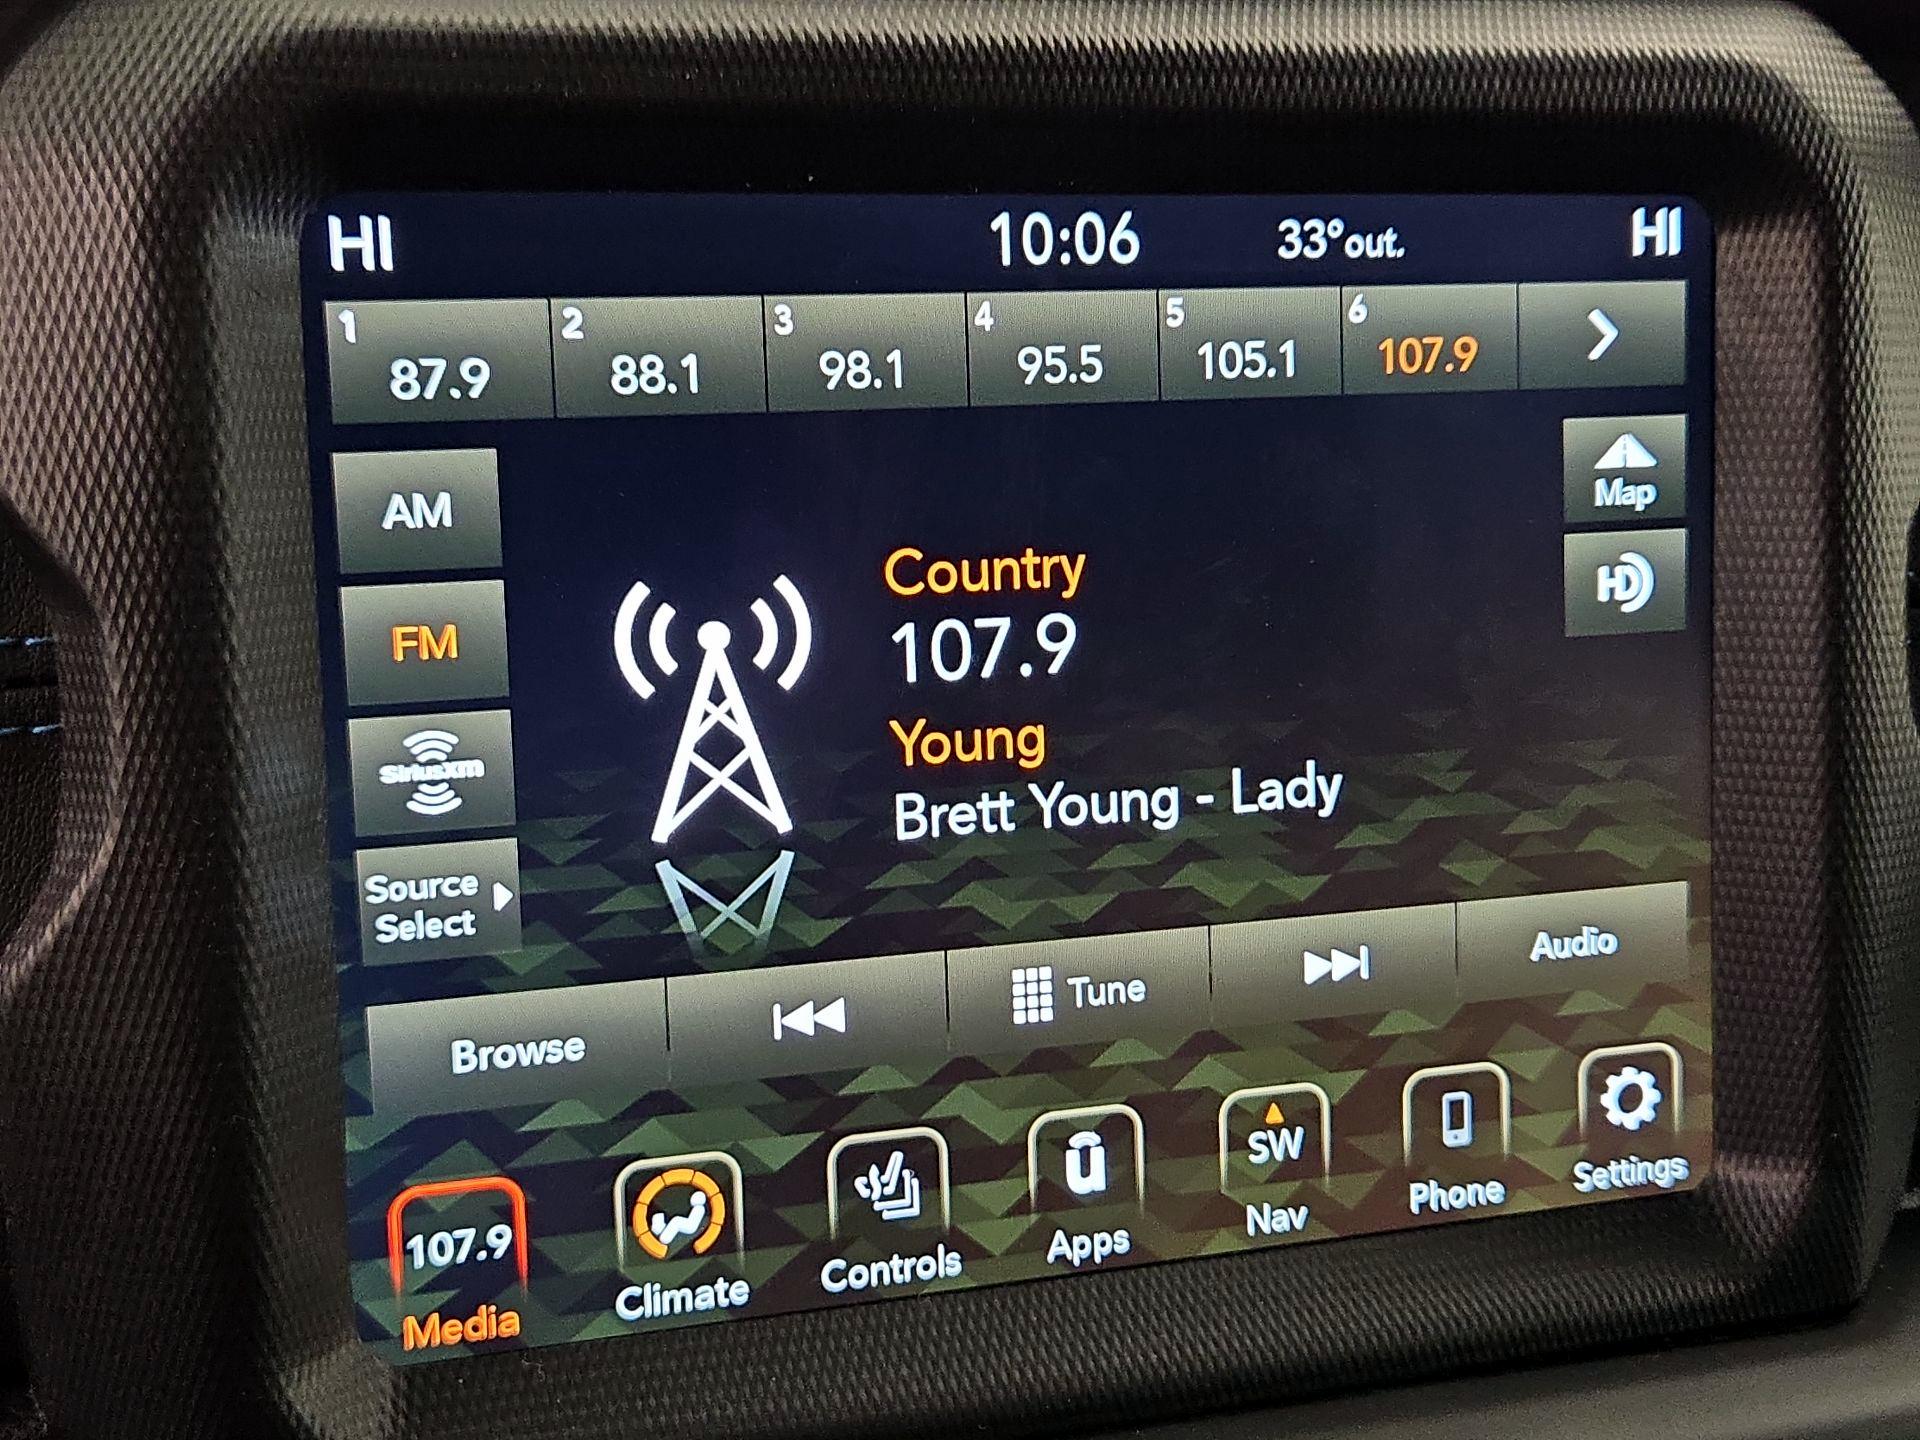 HI 10:06 33°out. HI
1 87.9 2 88.1 3 98.1 4 95.5 5 105.1 6 107.9
AM
FM
SiriusXM
Source
Select
Map
HD
Country
107.9
Young
Brett Young - Lady
Browse Tune Audio
107.9 SW
Media Climate Controls Apps Nav Phone Settings